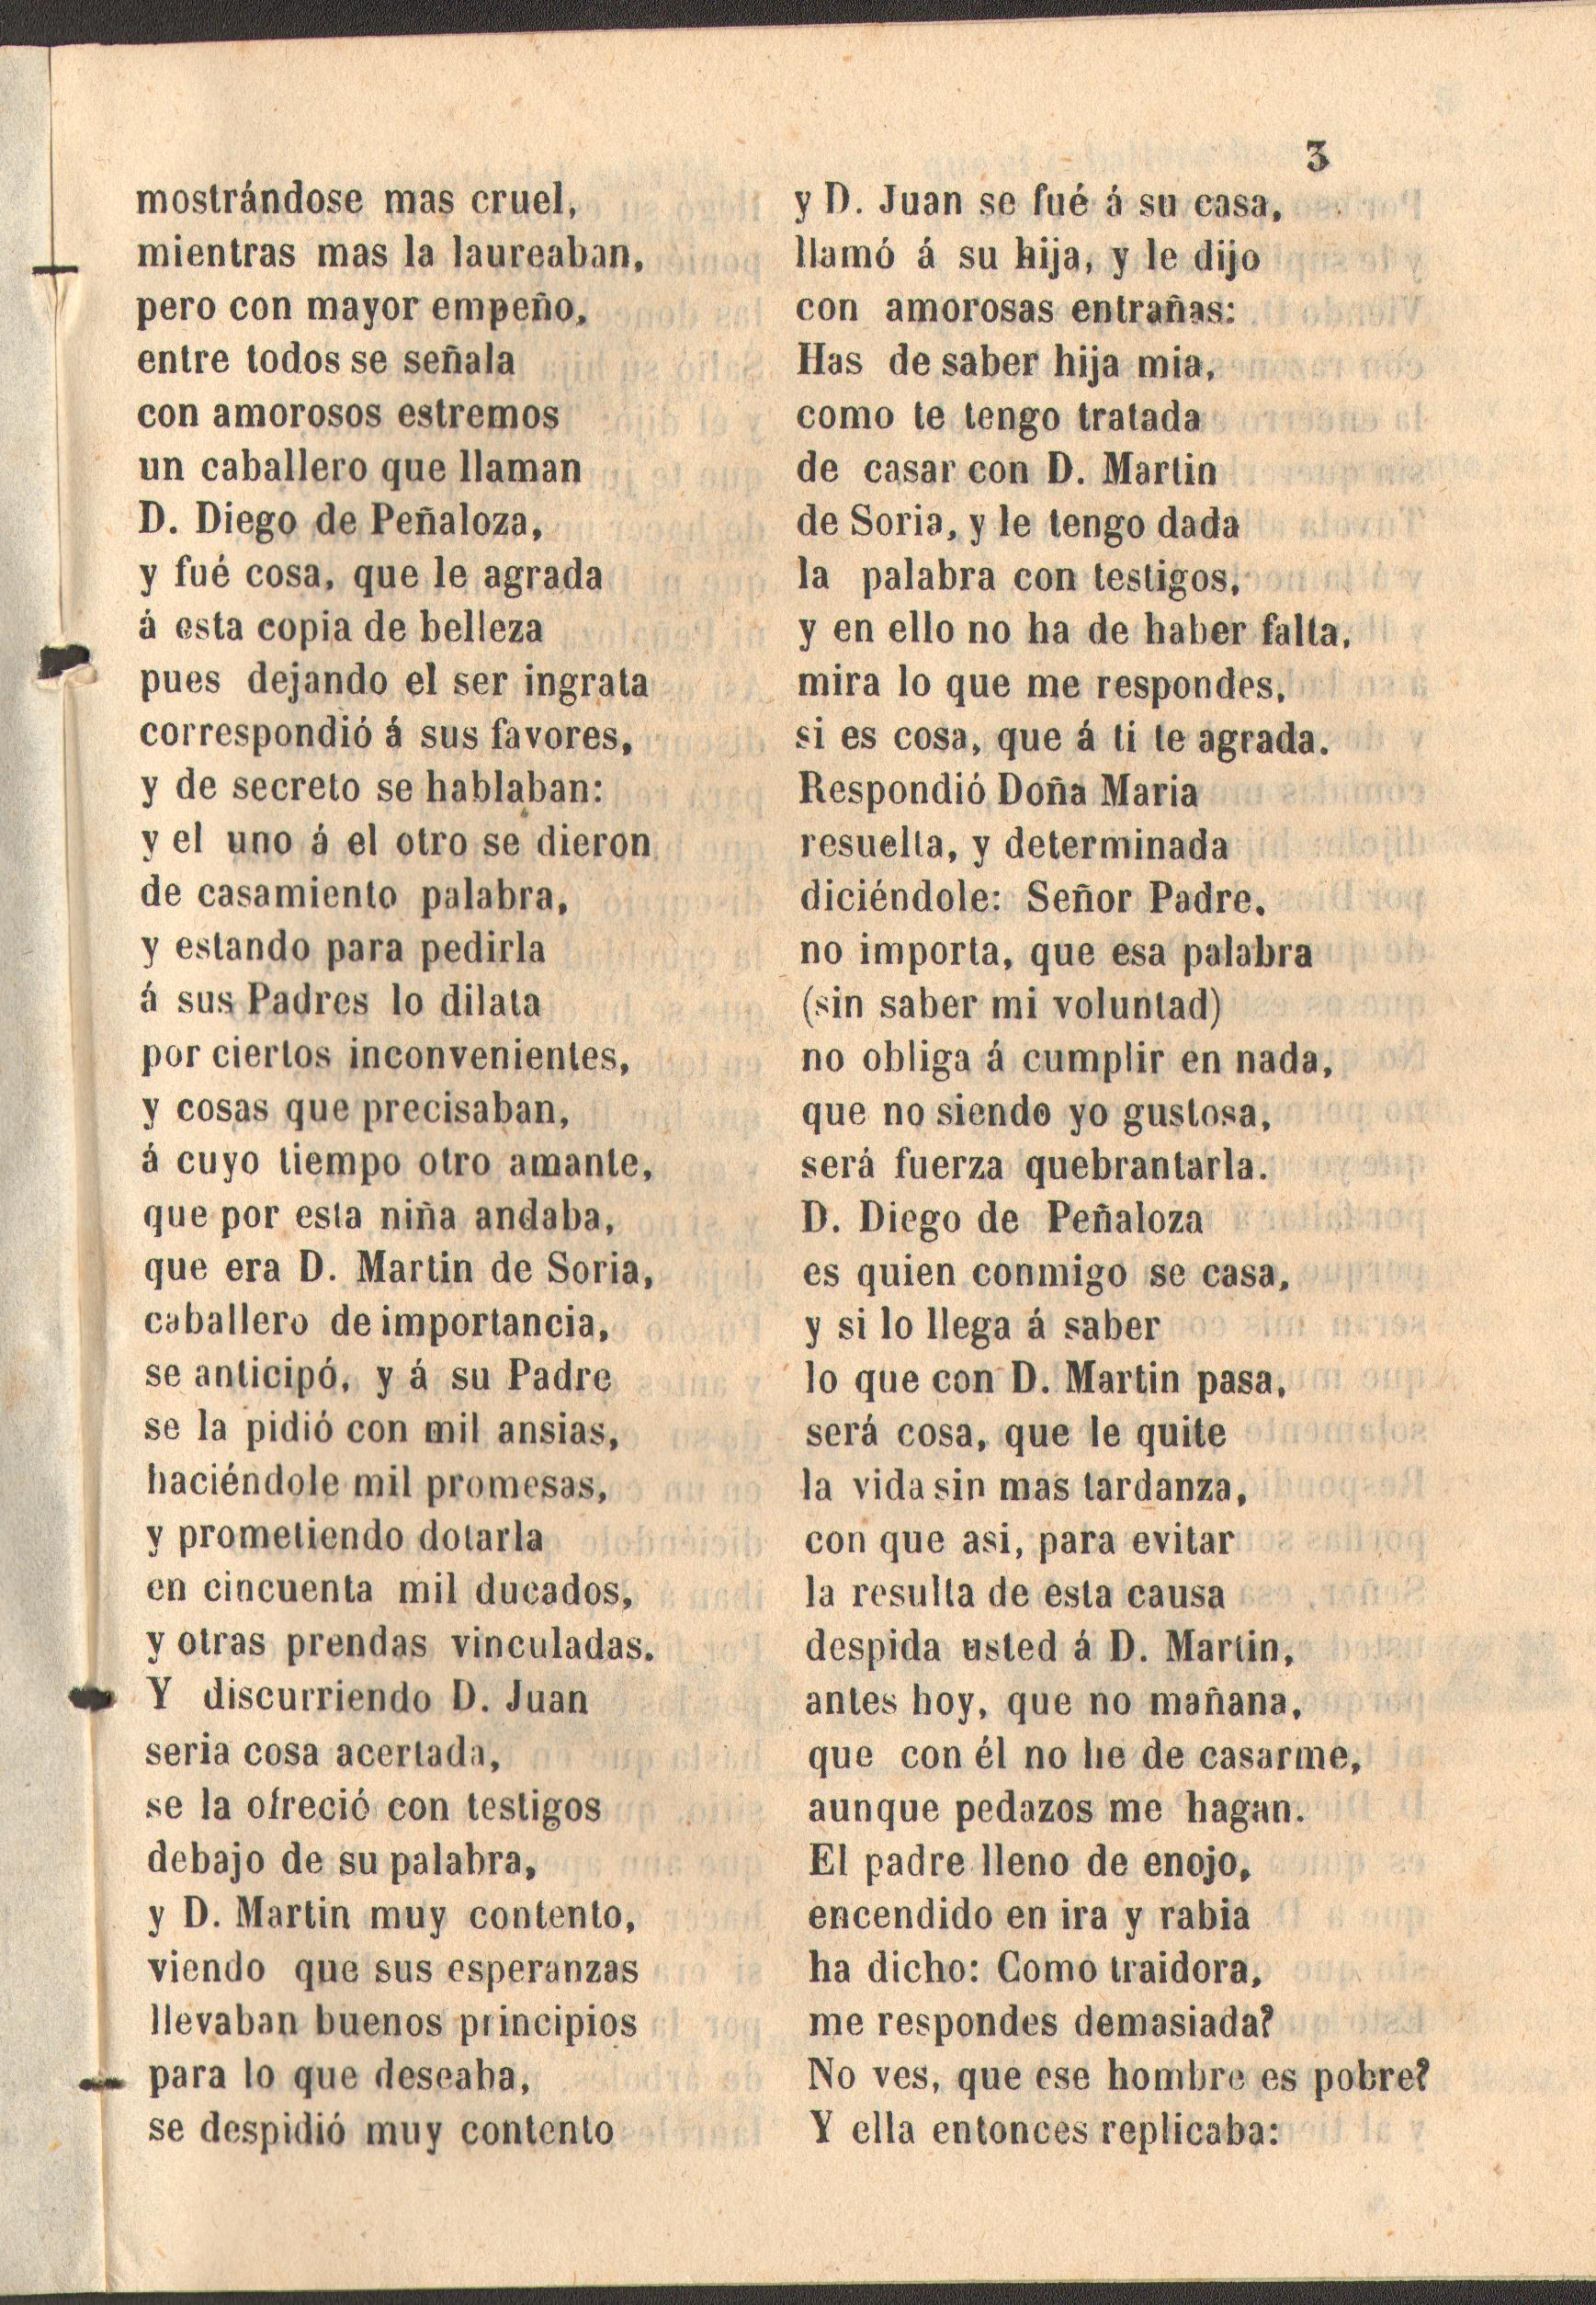 3
mostrándose mas cruel,
mientras mas la laureaban,
pero con mayor empeño,
entre todos se señala
con amorosos estremos
un caballero que llaman
D. Diego de Peñaloza,
y fué cosa, que le agrada
á esta copia de belleza
pues dejando el ser ingrata
correspondió á sus favores,
y de secreto se hablaban:
y el uno á el otro se dieron
de casamiento palabra,
y estando para pedirla
á sus Padres lo dilata
por ciertos inconvenientes,
y cosas que precisaban,
á cuyo tiempo otro amante,
que por esta niña andaba,
que era D. Martin de Soria,
caballero de importancia,
se anticipó, y á su Padre
se la pidió con mil ansias,
haciéndole mil promesas,
y prometiendo dotarla
en cincuenta mil ducados,
y otras prendas vinculadas.
Y discurriendo D. Juan
seria cosa acertada,
se la ofreció con testigos
debajo de su palabra,
y D. Martin muy contento,
viendo que sus esperanzas
llevaban buenos principios
para lo que deseaba,
se despidió muy contento
y D. Juan se fué á su casa,
llamó á su hija, y le dijo
con amorosas entrañas:
Has de saber hija mia,
como te tengo tratada
de casar con D. Martin
de Soria, y le tengo dada
la palabra con testigos,
y en ello no ha de haber falta,
mira lo que me respondes,
si es cosa, que á ti te agrada.
Respondió Doña Maria
resuelta, y determinada
diciéndole: Señor Padre,
no importa, que esa palabra
(sin saber mi voluntad)
no obliga á cumplir en nada,
que no siendo yo gustosa,
será fuerza quebrantarla.
D. Diego de Peñaloza
es quien conmigo se casa,
y si lo llega á saber
lo que con D. Martin pasa,
será cosa, que le quite
la vida sin mas tardanza,
con que asi, para evitar
la resulta de esta causa
despida usted á D. Martin,
antes hoy, que no mañana,
que con él no he de casarme,
aunque pedazos me hagan.
El padre lleno de enojo,
encendido en ira y rabia
ha dicho: Como traidora,
me respondes demasiada?
No ves, que ese hombre es pobre?
Y ella entonces replicaba: